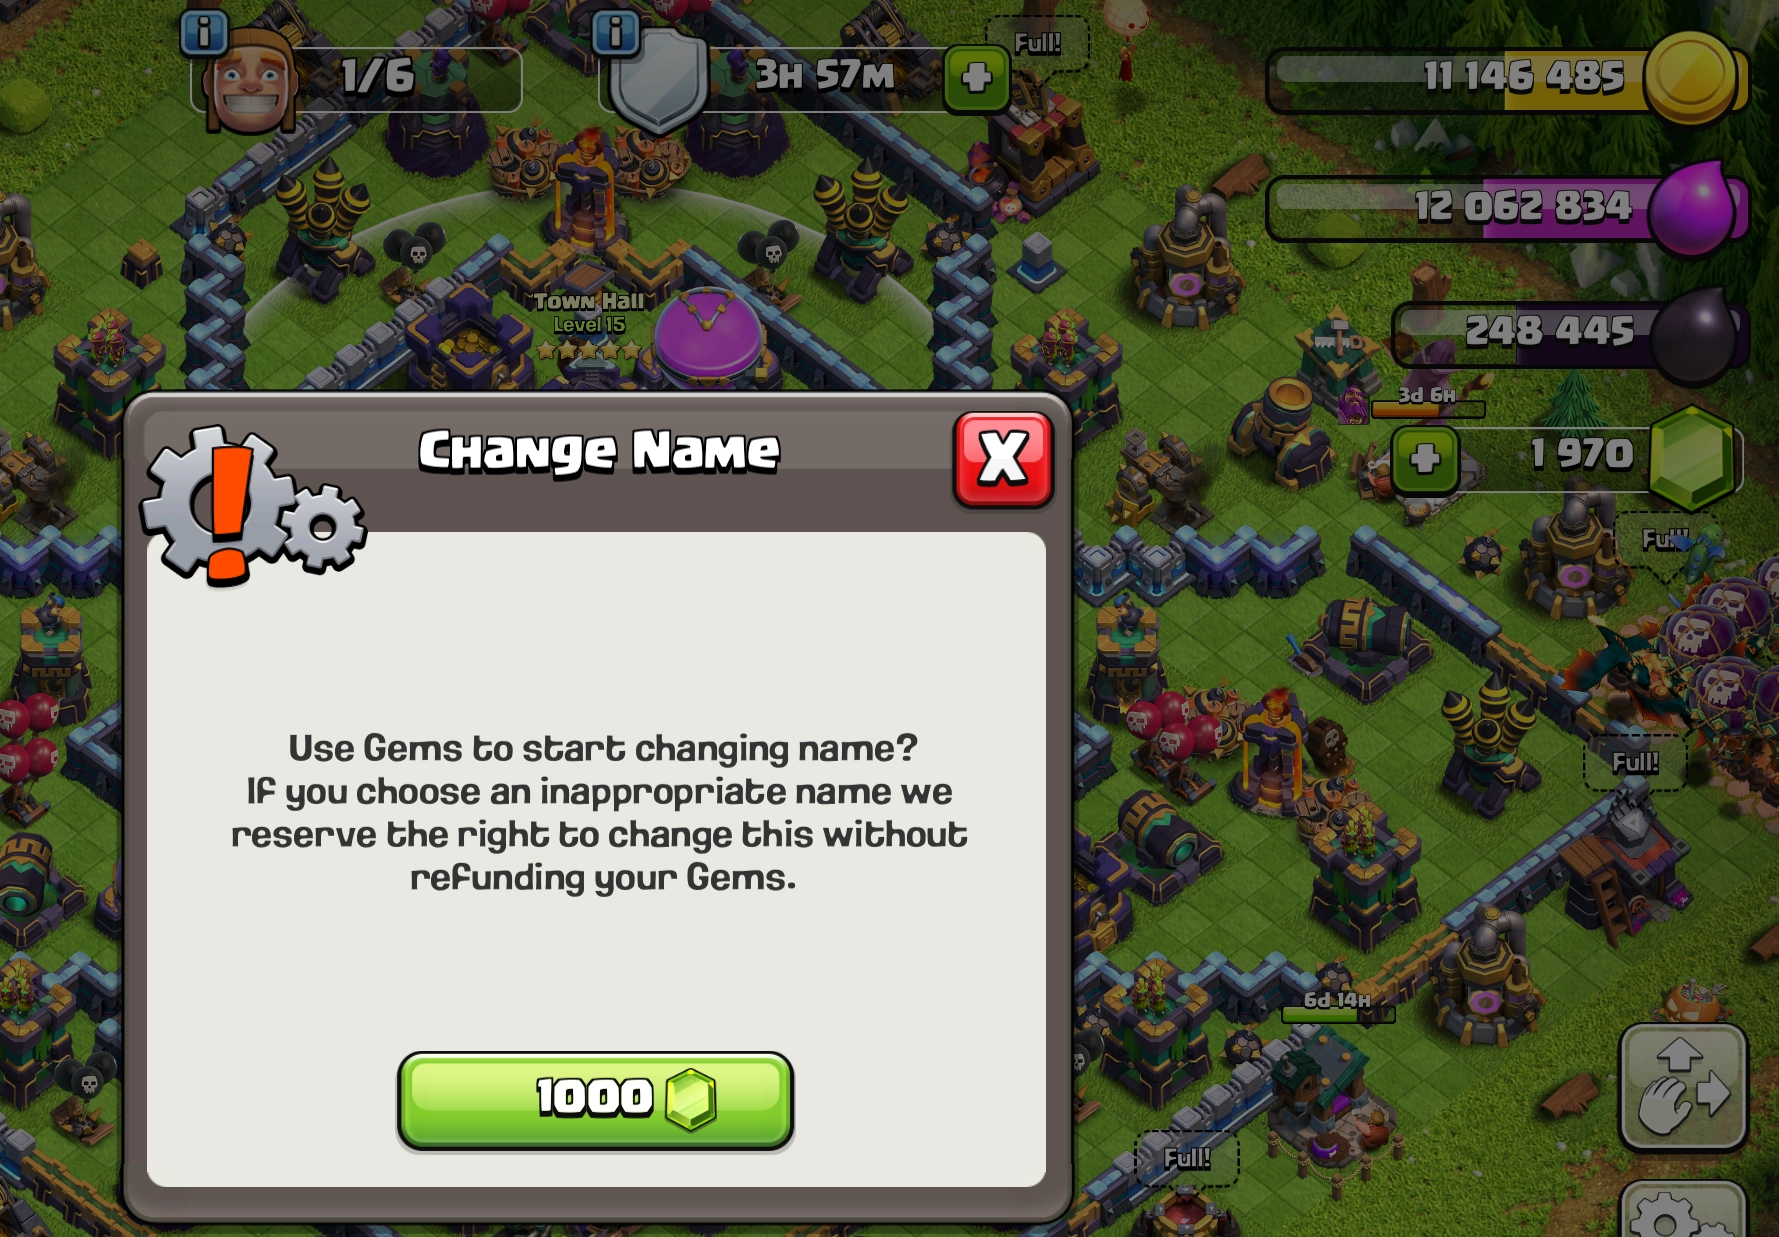 1/6
3H 57M
Full!
11 146 485
12 062 834
Town Hall
Level 15
248 445
3d 6H
Change Name
X
1 970
Full!
Use Gems to start changing name?
If you choose an inappropriate name we
reserve the right to change this without
refunding your Gems.
Full!
6d 14H
1000
Full!